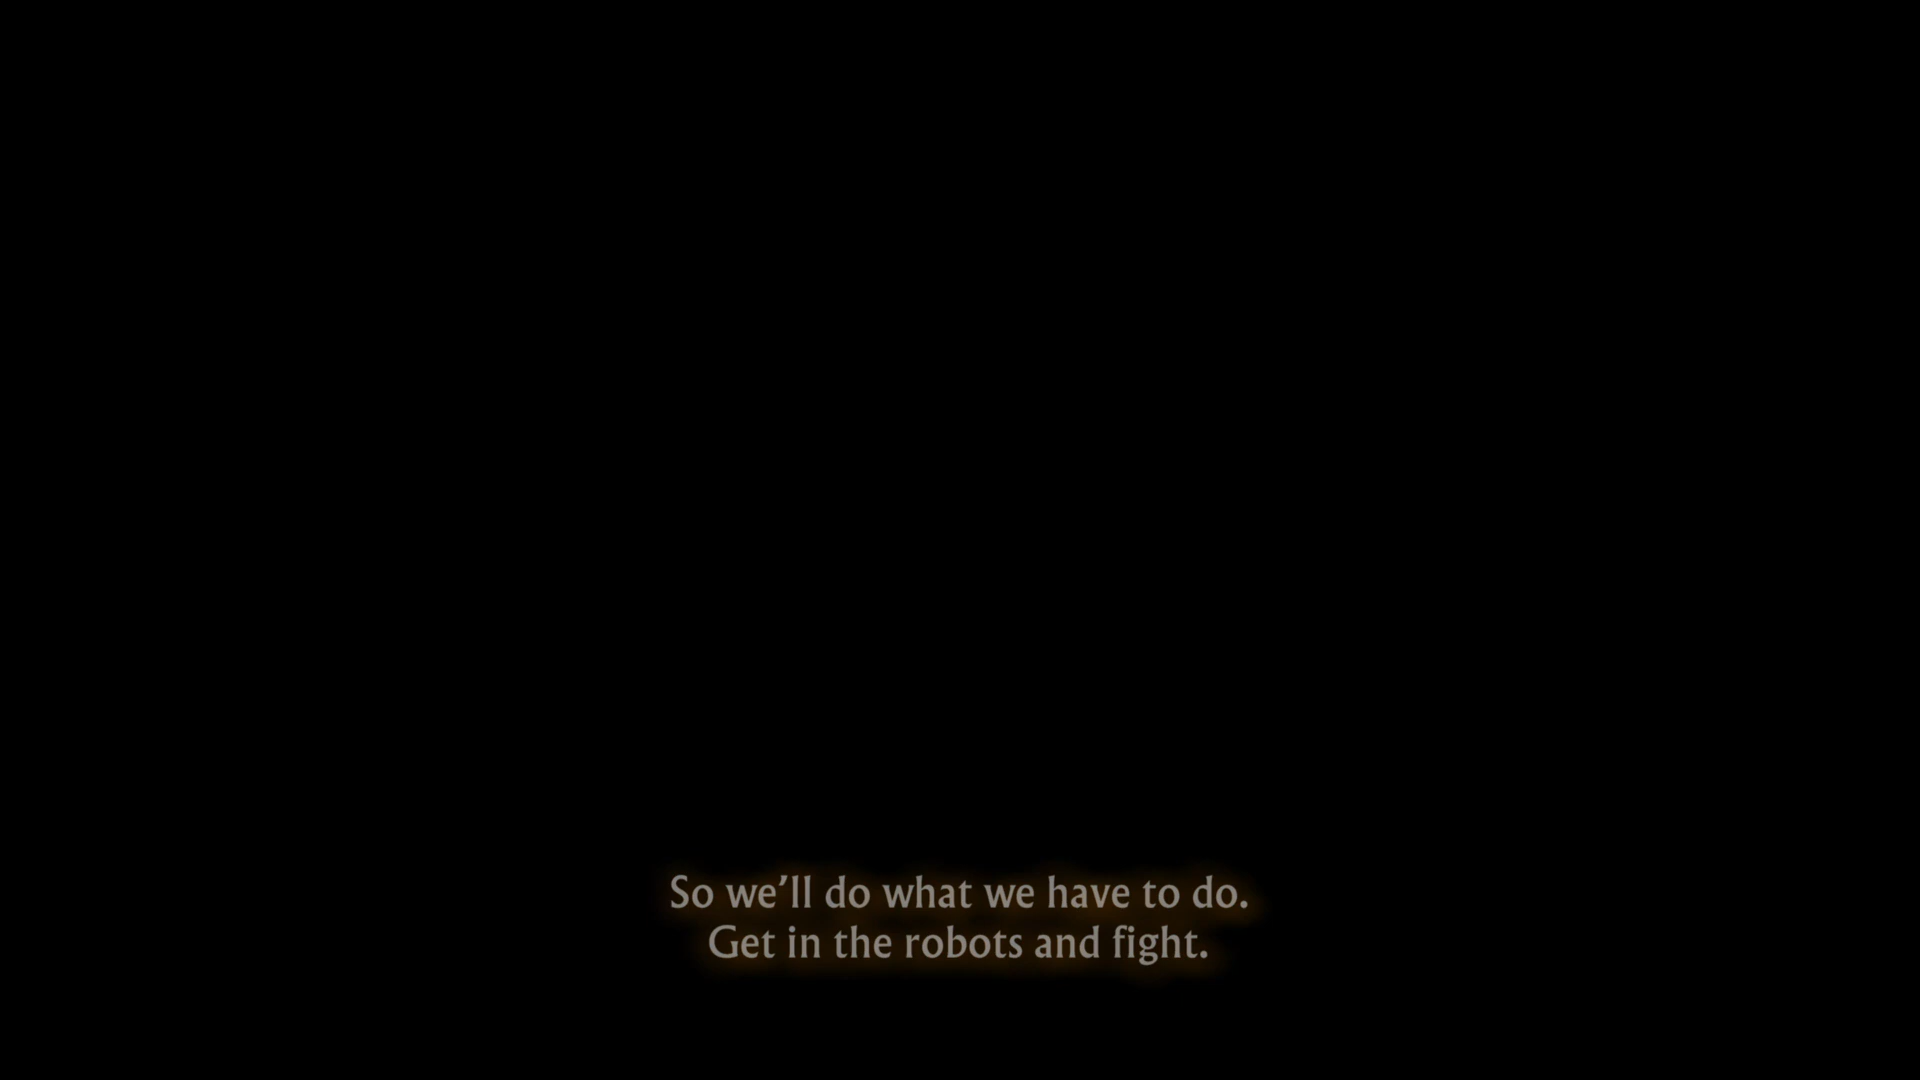 So we’ll do what we have to do.
Get in the robots and fight.